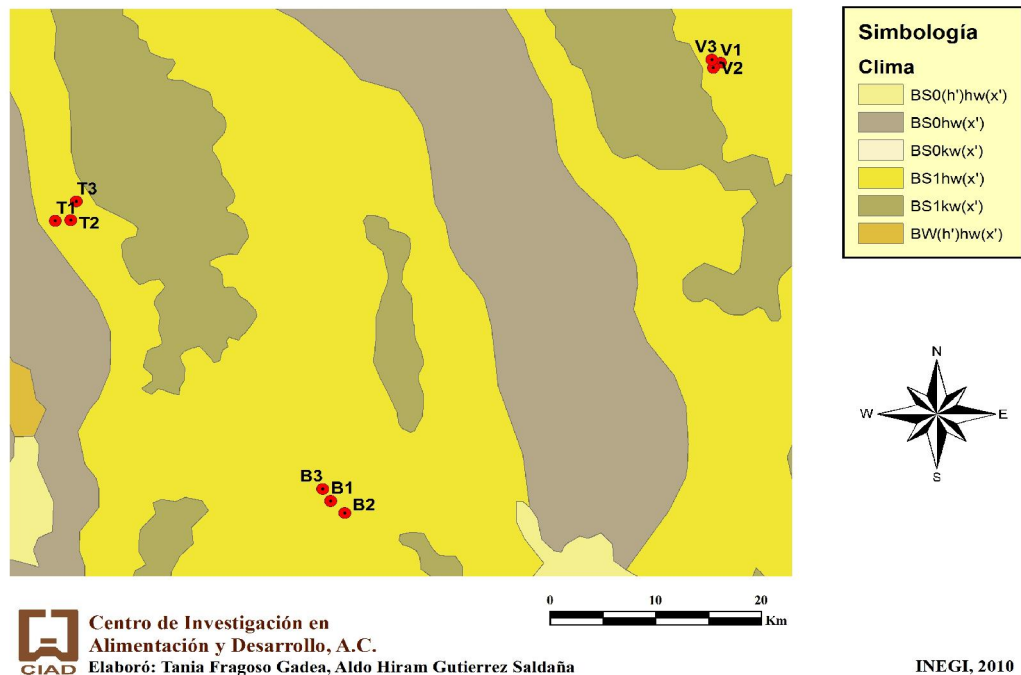 V3
V1
V2
T3
T1
T2
B3
B1
B2
Simbología
Clima
BS0(h')hw(x')
BS0hw(x')
BS0kw(x')
BS1hw(x')
BS1kw(x')
BW(h')hw(x')
N
W
E
S
0 10 20
Km
CIAD
Centro de Investigación en
Alimentación y Desarrollo, A.C.
Elaboró: Tania Fragoso Gadea, Aldo Hiram Gutierrez Saldaña
INEGI, 2010